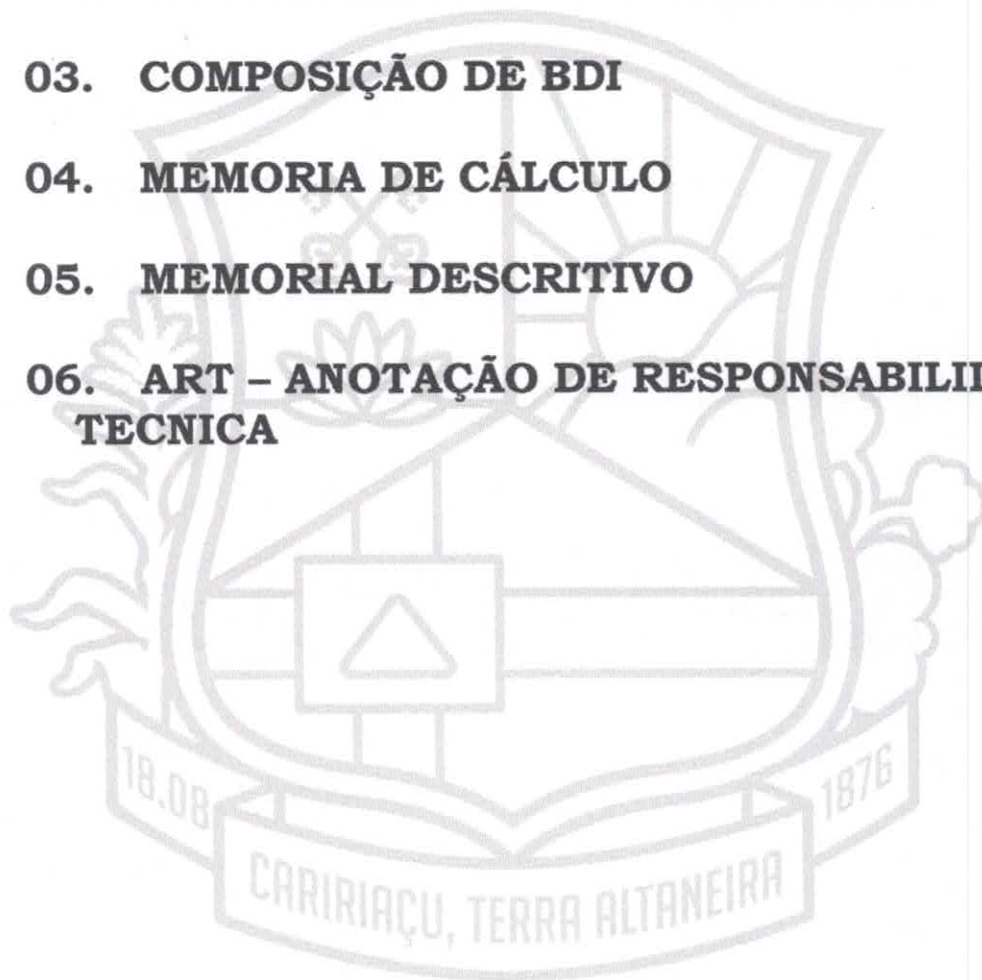 03. COMPOSIÇÃO DE BDI
04. MEMORIA DE CÁLCULO
05. MEMORIAL DESCRITIVO
06. ART – ANOTAÇÃO DE
TECNICA
18.08
1876
CARIRIAÇU, TERRA ALTANEIRA